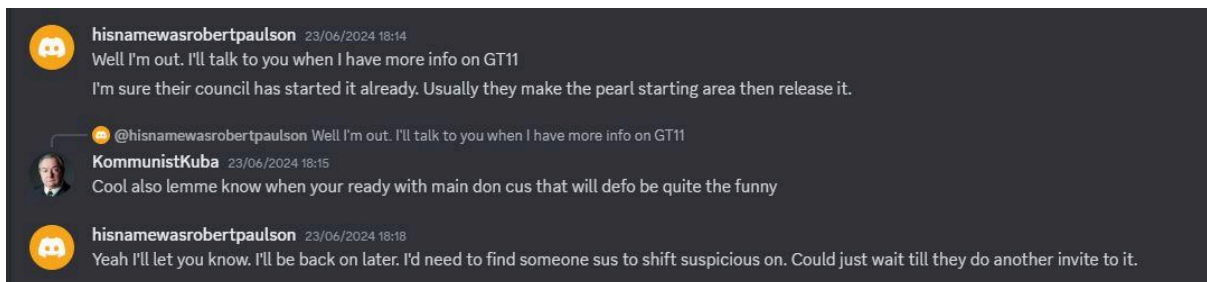 hisnamewasrobertpaulson 23/06/2024 18:14
Well I'm out. I'll talk to you when I have more info on GT11
I'm sure their council has started it already. Usually they make the pearl starting area then release it.
@hisnamewasrobertpaulson Well I'm out. I'll talk to you when I have more info on GT11
KommunistKuba 23/06/2024 18:15
Cool also lemme know when your ready with main don cus that will defo be quite the funny
hisnamewasrobertpaulson 23/06/2024 18:18
Yeah I'll let you know. I'll be back on later. I'd need to find someone sus to shift suspicious on. Could just wait till they do another invite to it.